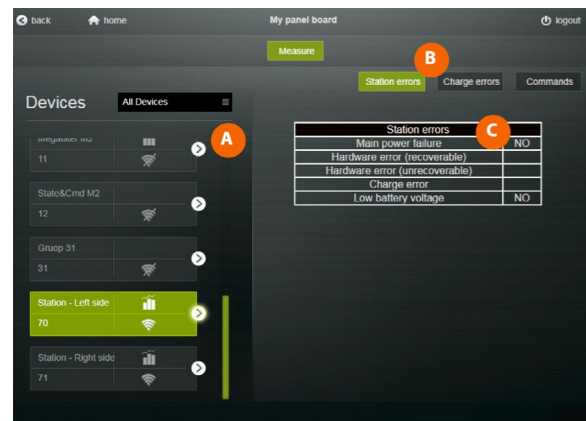 back
home
My panel board
logout
Measure
B
Station errors
Charge errors
Commands
Devices
All Devices
A
C
Station errors
Main power failure NO
Hardware error (recoverable)
Hardware error (unrecoverable)
Charge error
Low battery voltage NO
11
State&Cmd M2
12
Gruop 31
31
Station - Left side
70
Station - Right side
71